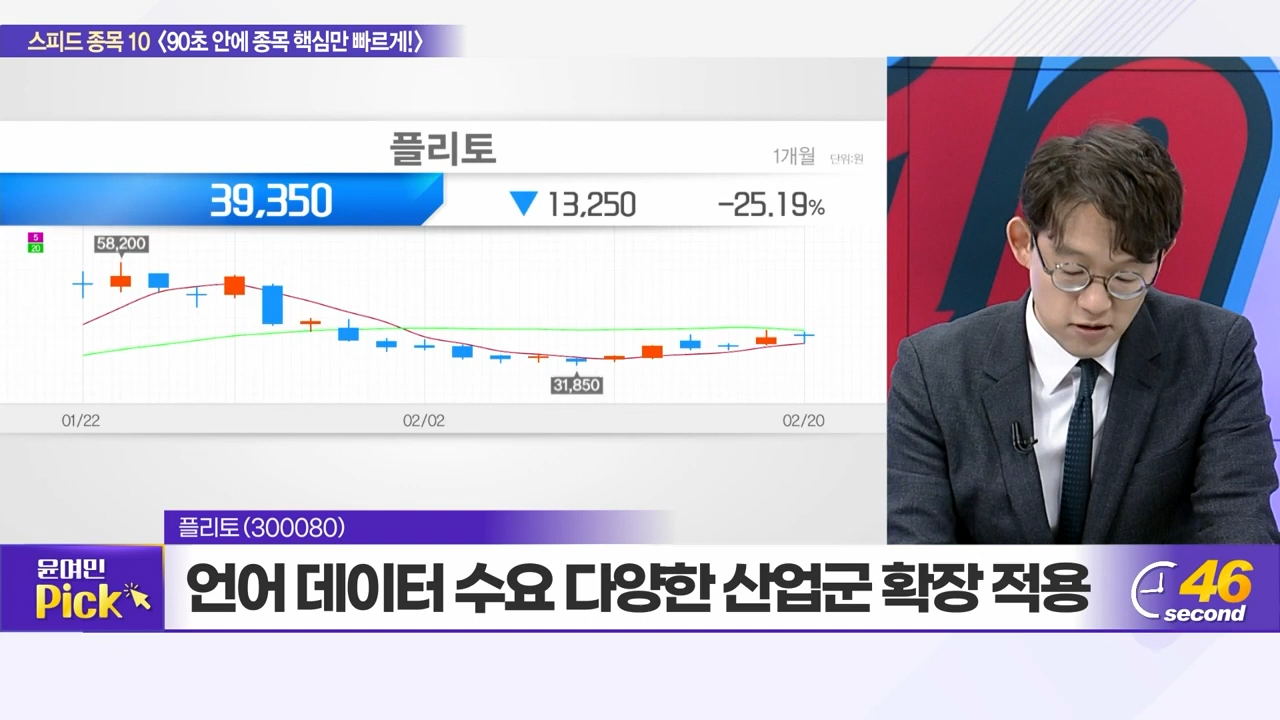 스피드 종목 10 〈90초 안에 종목 핵심만 빠르게!〉
플리토
1개월 단위:원
39,350 ▼13,250 -25.19%
5
20
58,200
31,850
01/22 02/02 02/20
10
플리토(300080)
윤여민
Pick
언어 데이터 수요 다양한 산업군 확장 적용
46
second